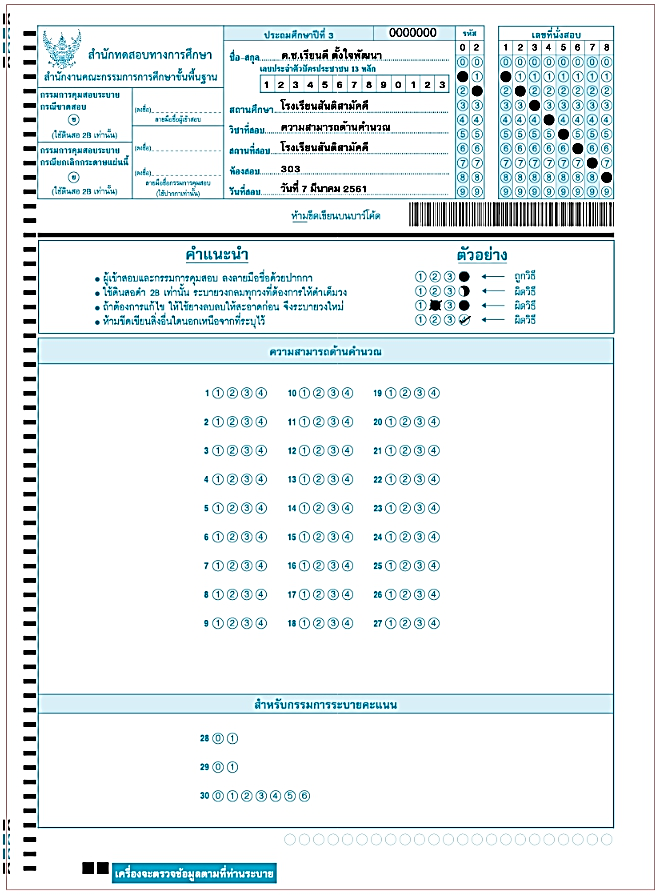 ประถมศึกษาปีที่ 3 0000000 รหัส เลขที่นั่งสอบ
สำนักทดสอบทางการศึกษา
สำนักงานคณะกรรมการการศึกษาขั้นพื้นฐาน
ชื่อ-สกุล ด.ช.เรียนดี ตั้งใจพัฒนา
เลขประจำตัวบัตรประชาชน 13 หลัก
1 2 3 4 5 6 7 8 9 0 1 2 3
สถานศึกษา โรงเรียนสันติสามัคคี
วิชาที่สอบ ความสามารถด้านคำนวณ
สถานที่สอบ โรงเรียนสันติสามัคคี
ห้องสอบ 303
วันที่สอบ วันที่ 7 มีนาคม 2561
กรรมการคุมสอบระบาย
กรณีขาดสอบ
(ใช้ดินสอ 2B เท่านั้น)
กรรมการคุมสอบระบาย
กรณียกเลิกกระดาษแผ่นนี้
(ใช้ดินสอ 2B เท่านั้น)
(ลงชื่อ)
ลายมือชื่อผู้เข้าสอบ
(ลงชื่อ)
(ลงชื่อ)
ลายมือชื่อกรรมการคุมสอบ
(ใช้ปากกาเท่านั้น)
0 2
0 0
1
2
3 3
4 4
5 5
6 6
7 7
8 8
9 9
1 2 3 4 5 6 7 8
0 0 0 0 0 0 0 0
1 1 1 1 1 1 1
2 2 2 2 2 2 2
3 3 3 3 3 3 3
4 4 4 4 4 4 4
5 5 5 5 5 5 5
6 6 6 6 6 6 6
7 7 7 7 7 7 7
8 8 8 8 8 8 8
9 9 9 9 9 9 9 9
ห้ามขีดเขียนบนบาร์โค้ด
คำแนะนำ
• ผู้เข้าสอบและกรรมการคุมสอบ ลงลายมือชื่อด้วยปากกา
• ใช้ดินสอดำ 2B เท่านั้น ระบายวงกลมทุกวงที่ต้องการให้ดำเต็มวง
• ถ้าต้องการแก้ไข ให้ใช้ยางลบลบให้สะอาดก่อน จึงระบายวงใหม่
• ห้ามขีดเขียนสิ่งอื่นใดนอกเหนือจากที่ระบุไว้
ตัวอย่าง
1 2 3 ถูกวิธี
1 2 3 ผิดวิธี
1 3 ผิดวิธี
1 2 3 4 ผิดวิธี
ความสามารถด้านคำนวณ
1 1 2 3 4 10 1 2 3 4 19 1 2 3 4
2 1 2 3 4 11 1 2 3 4 20 1 2 3 4
3 1 2 3 4 12 1 2 3 4 21 1 2 3 4
4 1 2 3 4 13 1 2 3 4 22 1 2 3 4
5 1 2 3 4 14 1 2 3 4 23 1 2 3 4
6 1 2 3 4 15 1 2 3 4 24 1 2 3 4
7 1 2 3 4 16 1 2 3 4 25 1 2 3 4
8 1 2 3 4 17 1 2 3 4 26 1 2 3 4
9 1 2 3 4 18 1 2 3 4 27 1 2 3 4
สำหรับกรรมการระบายคะแนน
28 0 1
29 0 1
30 0 1 2 3 4 5 6
เครื่องจะตรวจข้อมูลตามที่ท่านระบาย